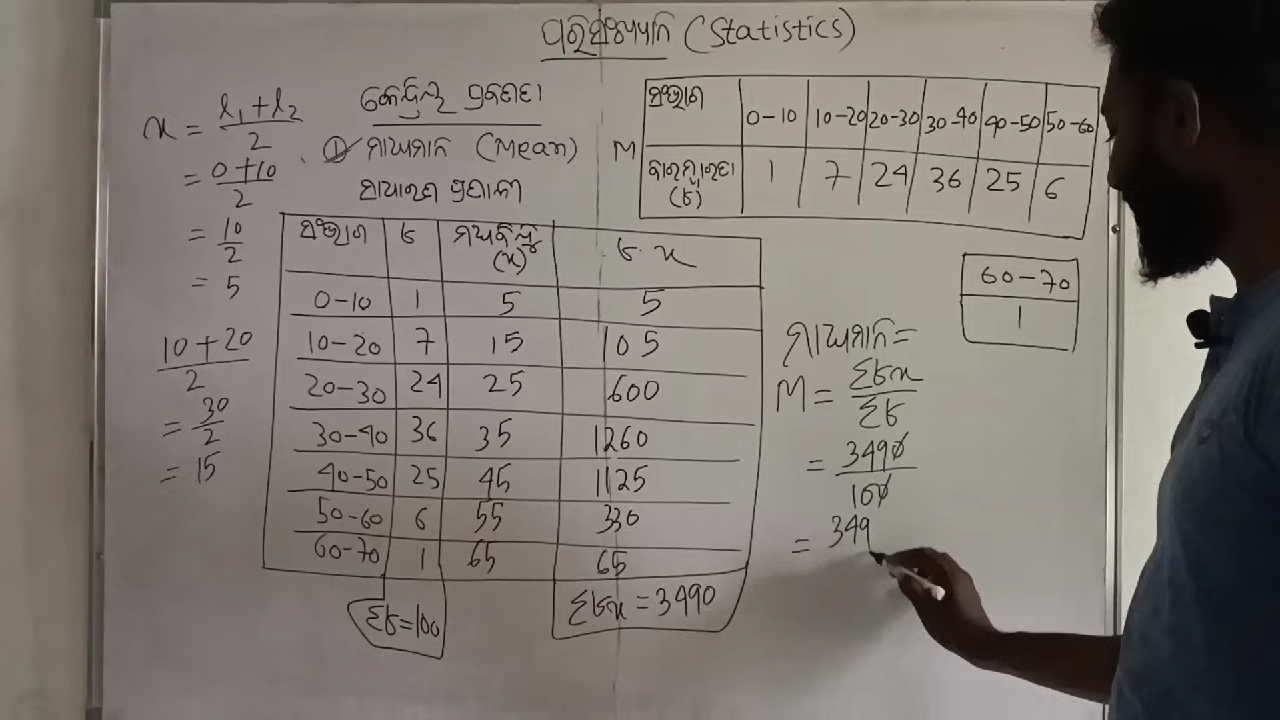 ପରିସଂଖ୍ୟାନ (Statistics)
x = l₁ + l₂ / 2
= 0 + 10 / 2
= 10 / 2
= 5
10 + 20 / 2
= 30 / 2
= 15
କେନ୍ଦ୍ରିୟ ପ୍ରବଣତା
① ମାଧ୍ୟମାନ (Mean)
ସାଧାରଣ ପ୍ରଣାଳୀ
M
ସଂଭାଗ 0-10 10-20 20-30 30-40 40-50 50-60
ବାରମ୍ବାରତା (f) 1 7 24 36 25 6
60-70
1
ସଂଭାଗ f ମଧ୍ୟବିନ୍ଦୁ (x) f·x
0-10 1 5 5
10-20 7 15 105
20-30 24 25 600
30-40 36 35 1260
40-50 25 45 1125
50-60 6 55 330
60-70 1 65 65
Σf=100 Σfx = 3490
ମାଧ୍ୟମାନ =
M = Σfx / Σf
= 3490 / 100
= 349